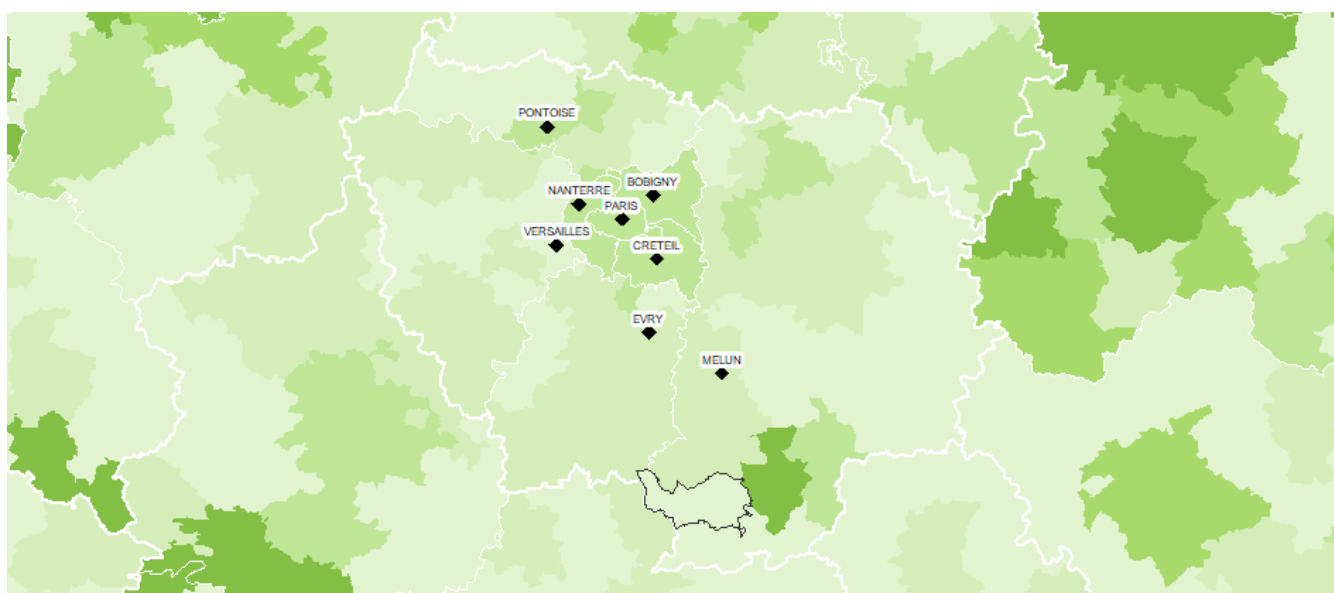 PONTOISE
BOBIGNY
NANTERRE
PARIS
VERSAILLES
CRETEIL
EVRY
MELUN